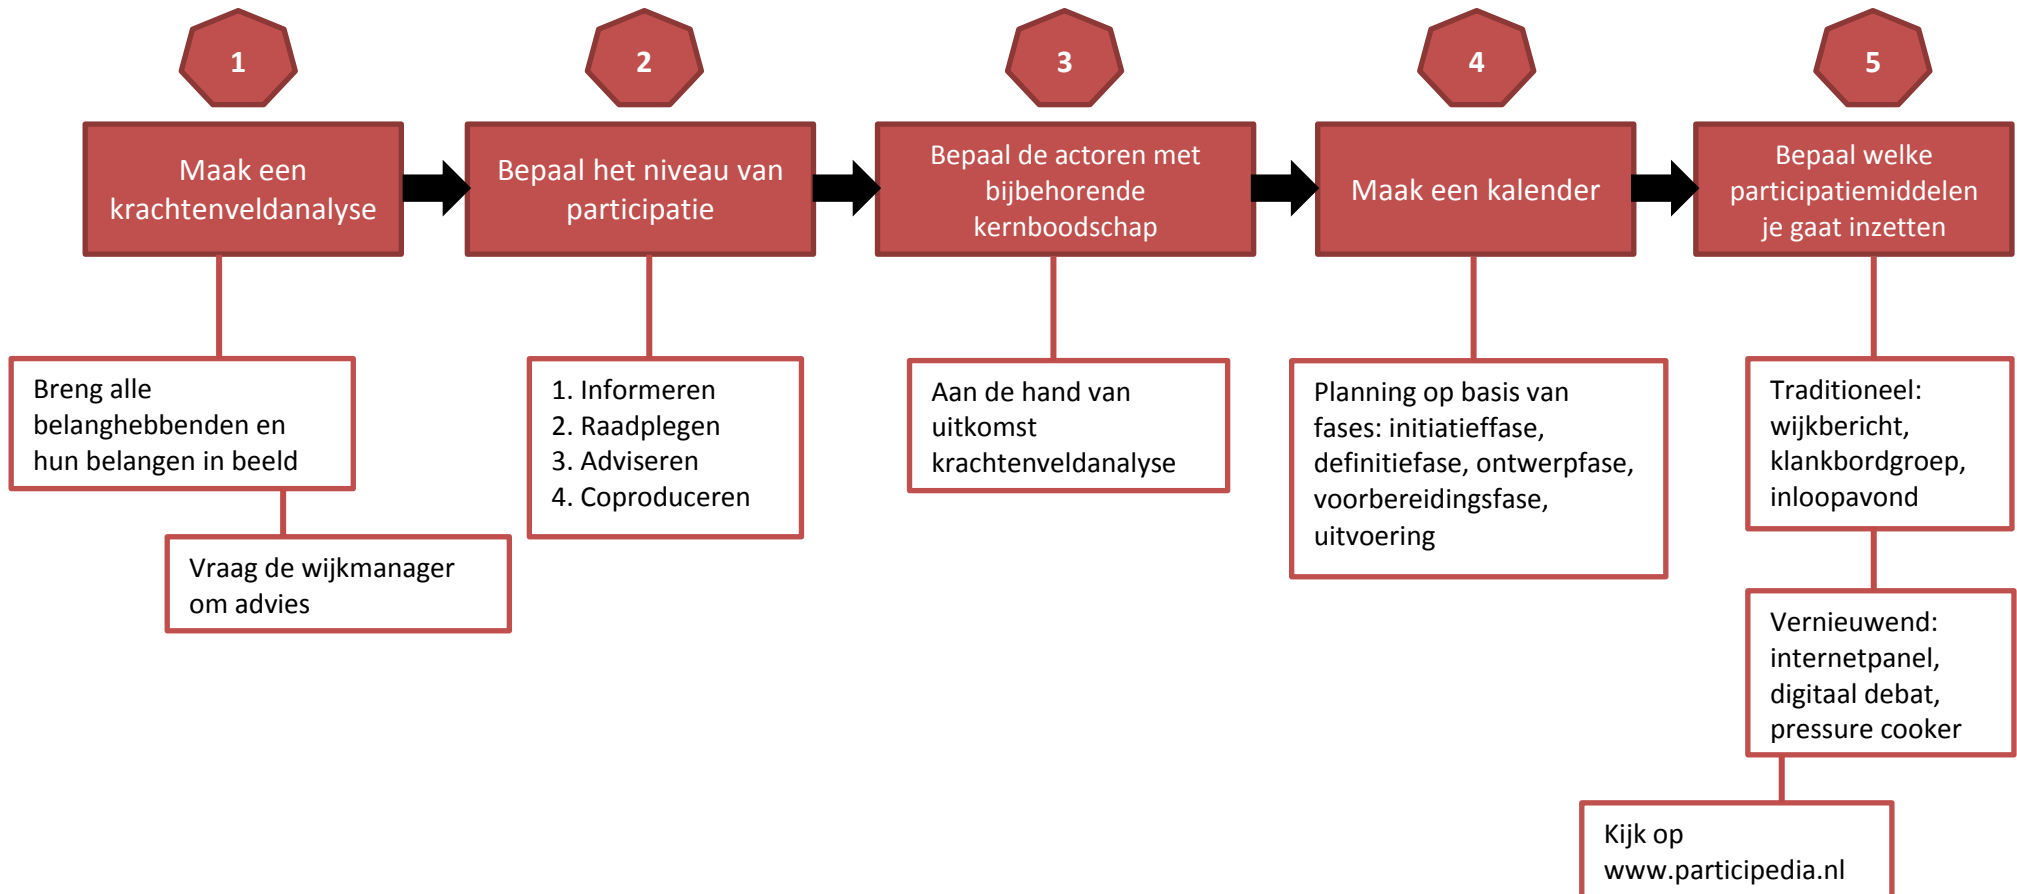 1
2
3
4
5
Maak een
krachtenveldanalyse
Bepaal het niveau van
participatie
Bepaal de actoren met
bijbehorende
kernboodschap
Maak een kalender
Bepaal welke
participatiemiddelen
je gaat inzetten
Breng alle
belanghebbenden en
hun belangen in beeld
Vraag de wijkmanager
om advies
1. Informeren
2. Raadplegen
3. Adviseren
4. Coproduceren
Aan de hand van
uitkomst
krachtenveldanalyse
Planning op basis van
fases: initiatieffase,
definitiefase, ontwerpfase,
voorbereidingsfase,
uitvoering
Traditioneel:
wijkbericht,
klankbordgroep,
inloopavond
Vernieuwend:
internetpanel,
digitaal debat,
pressure cooker
Kijk op
www.participedia.nl